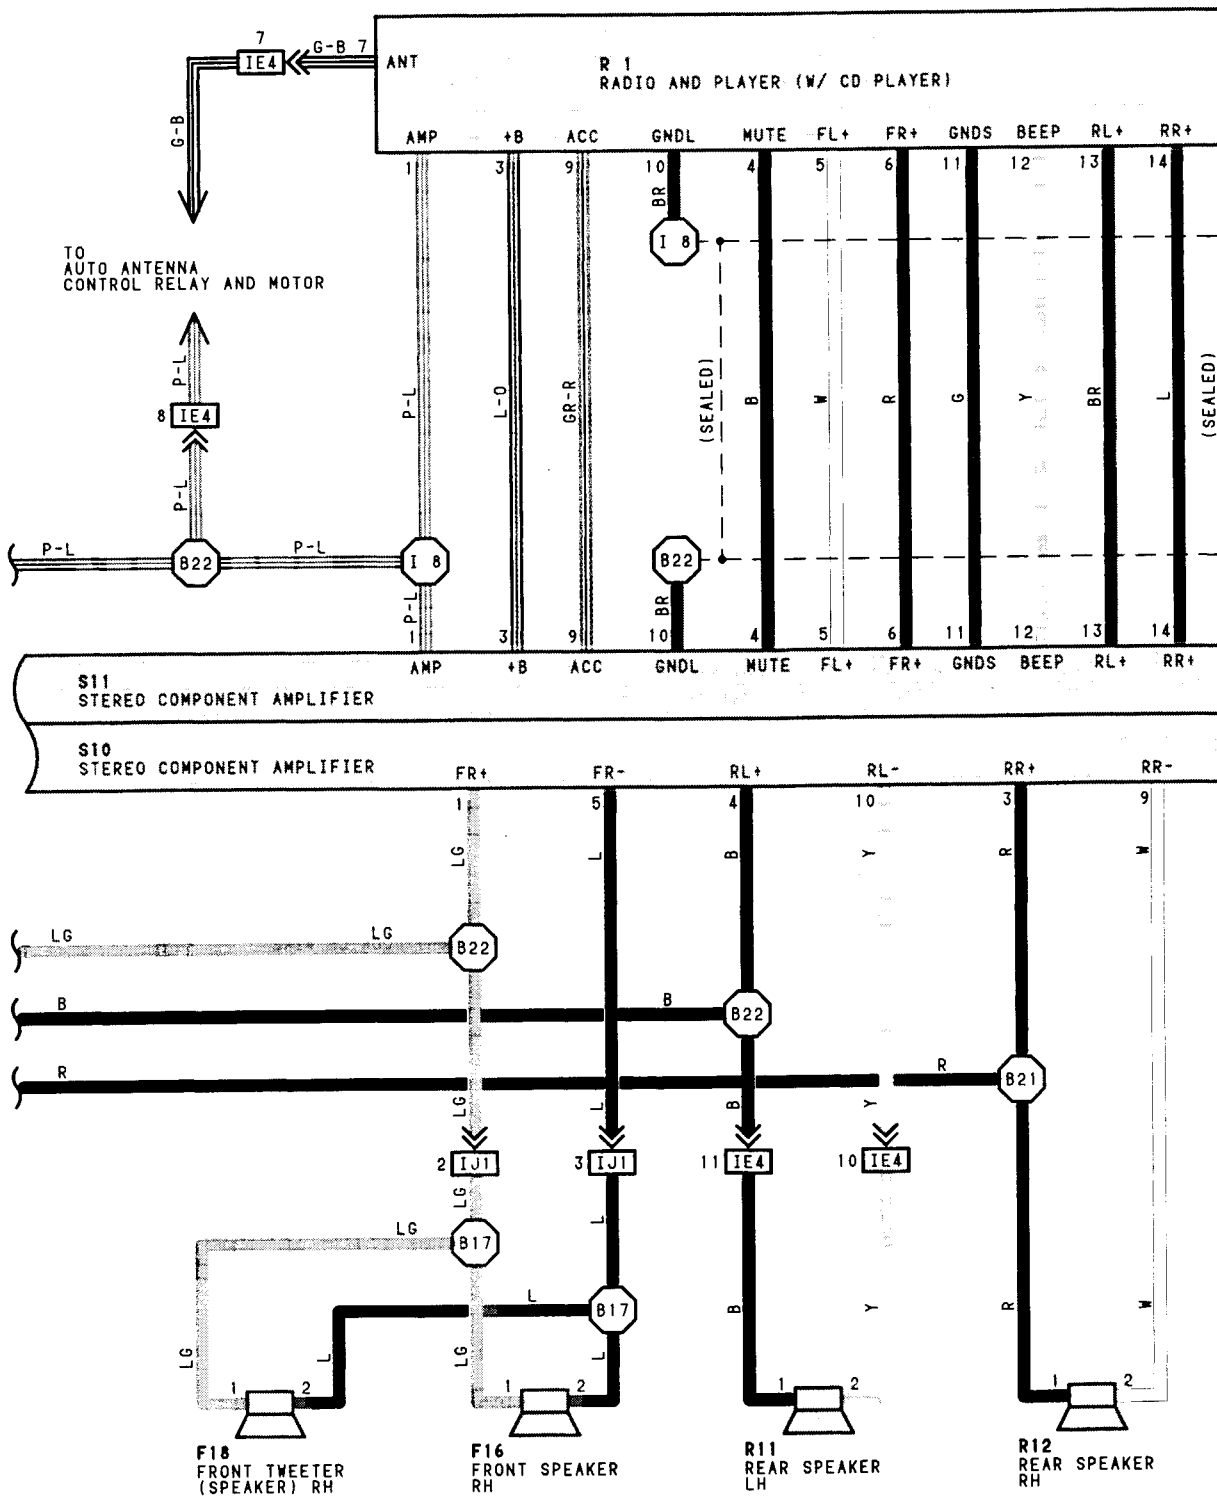 7
IE4
G-B 7
ANT
R 1
RADIO AND PLAYER (W/ CD PLAYER)
AMP +B ACC GNDL MUTE FL+ FR+ GNDS BEEP RL+ RR+
1 3 9 10 4 5 6 11 12 13 14
G-B
BR
I 8
TO
AUTO ANTENNA
CONTROL RELAY AND MOTOR
P-L
8 IE4
P-L
P-L
L-O
GR-R
(SEALED)
B
W
R
G
Y
BR
L
(SEALED)
P-L
B22
P-L
I 8
B22
P-L
BR
1 3 9 10 4 5 6 11 12 13 14
AMP +B ACC GNDL MUTE FL+ FR+ GNDS BEEP RL+ RR+
S11
STEREO COMPONENT AMPLIFIER
S10
STEREO COMPONENT AMPLIFIER
FR+ FR- RL+ RL- RR+ RR-
1 5 4 10 3 9
LG L B Y R W
LG LG B22
B B B22
R R B21
LG L B Y
2 IJ1 3 IJ1 11 IE4 10 IE4
LG L
LG B17
L B17
B Y R W
LG L LG L
1 2 1 2 1 2 1 2
F18
FRONT TWEETER
(SPEAKER) RH
F16
FRONT SPEAKER
RH
R11
REAR SPEAKER
LH
R12
REAR SPEAKER
RH